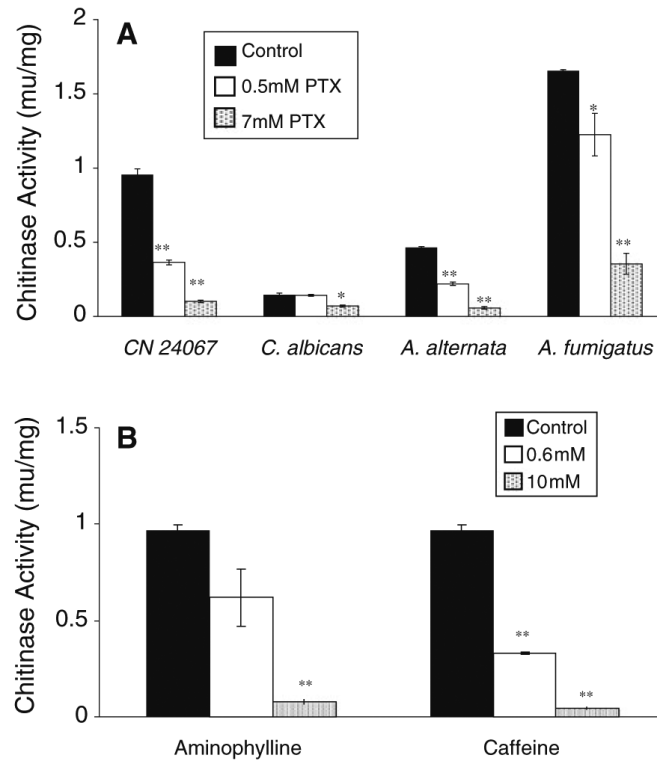 A
Control
0.5mM PTX
7mM PTX
Chitinase Activity (mu/mg)
2
1.5
1
0.5
0
**
**
*
**
**
*
**
CN 24067 C. albicans A. alternata A. fumigatus
B
Control
0.6mM
10mM
Chitinase Activity (mu/mg)
1.5
1
0.5
0
**
**
**
Aminophylline Caffeine